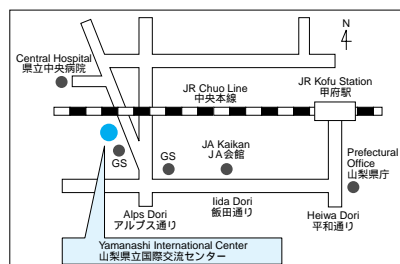 N
Central Hospital
県立中央病院
JR Chuo Line
中央本線
JR Kofu Station
甲府駅
GS
GS
JA Kaikan
JA会館
Prefectural
Office
山梨県庁
Alps Dori
アルプス通り
Iida Dori
飯田通り
Heiwa Dori
平和通り
Yamanashi International Center
山梨県立国際交流センター